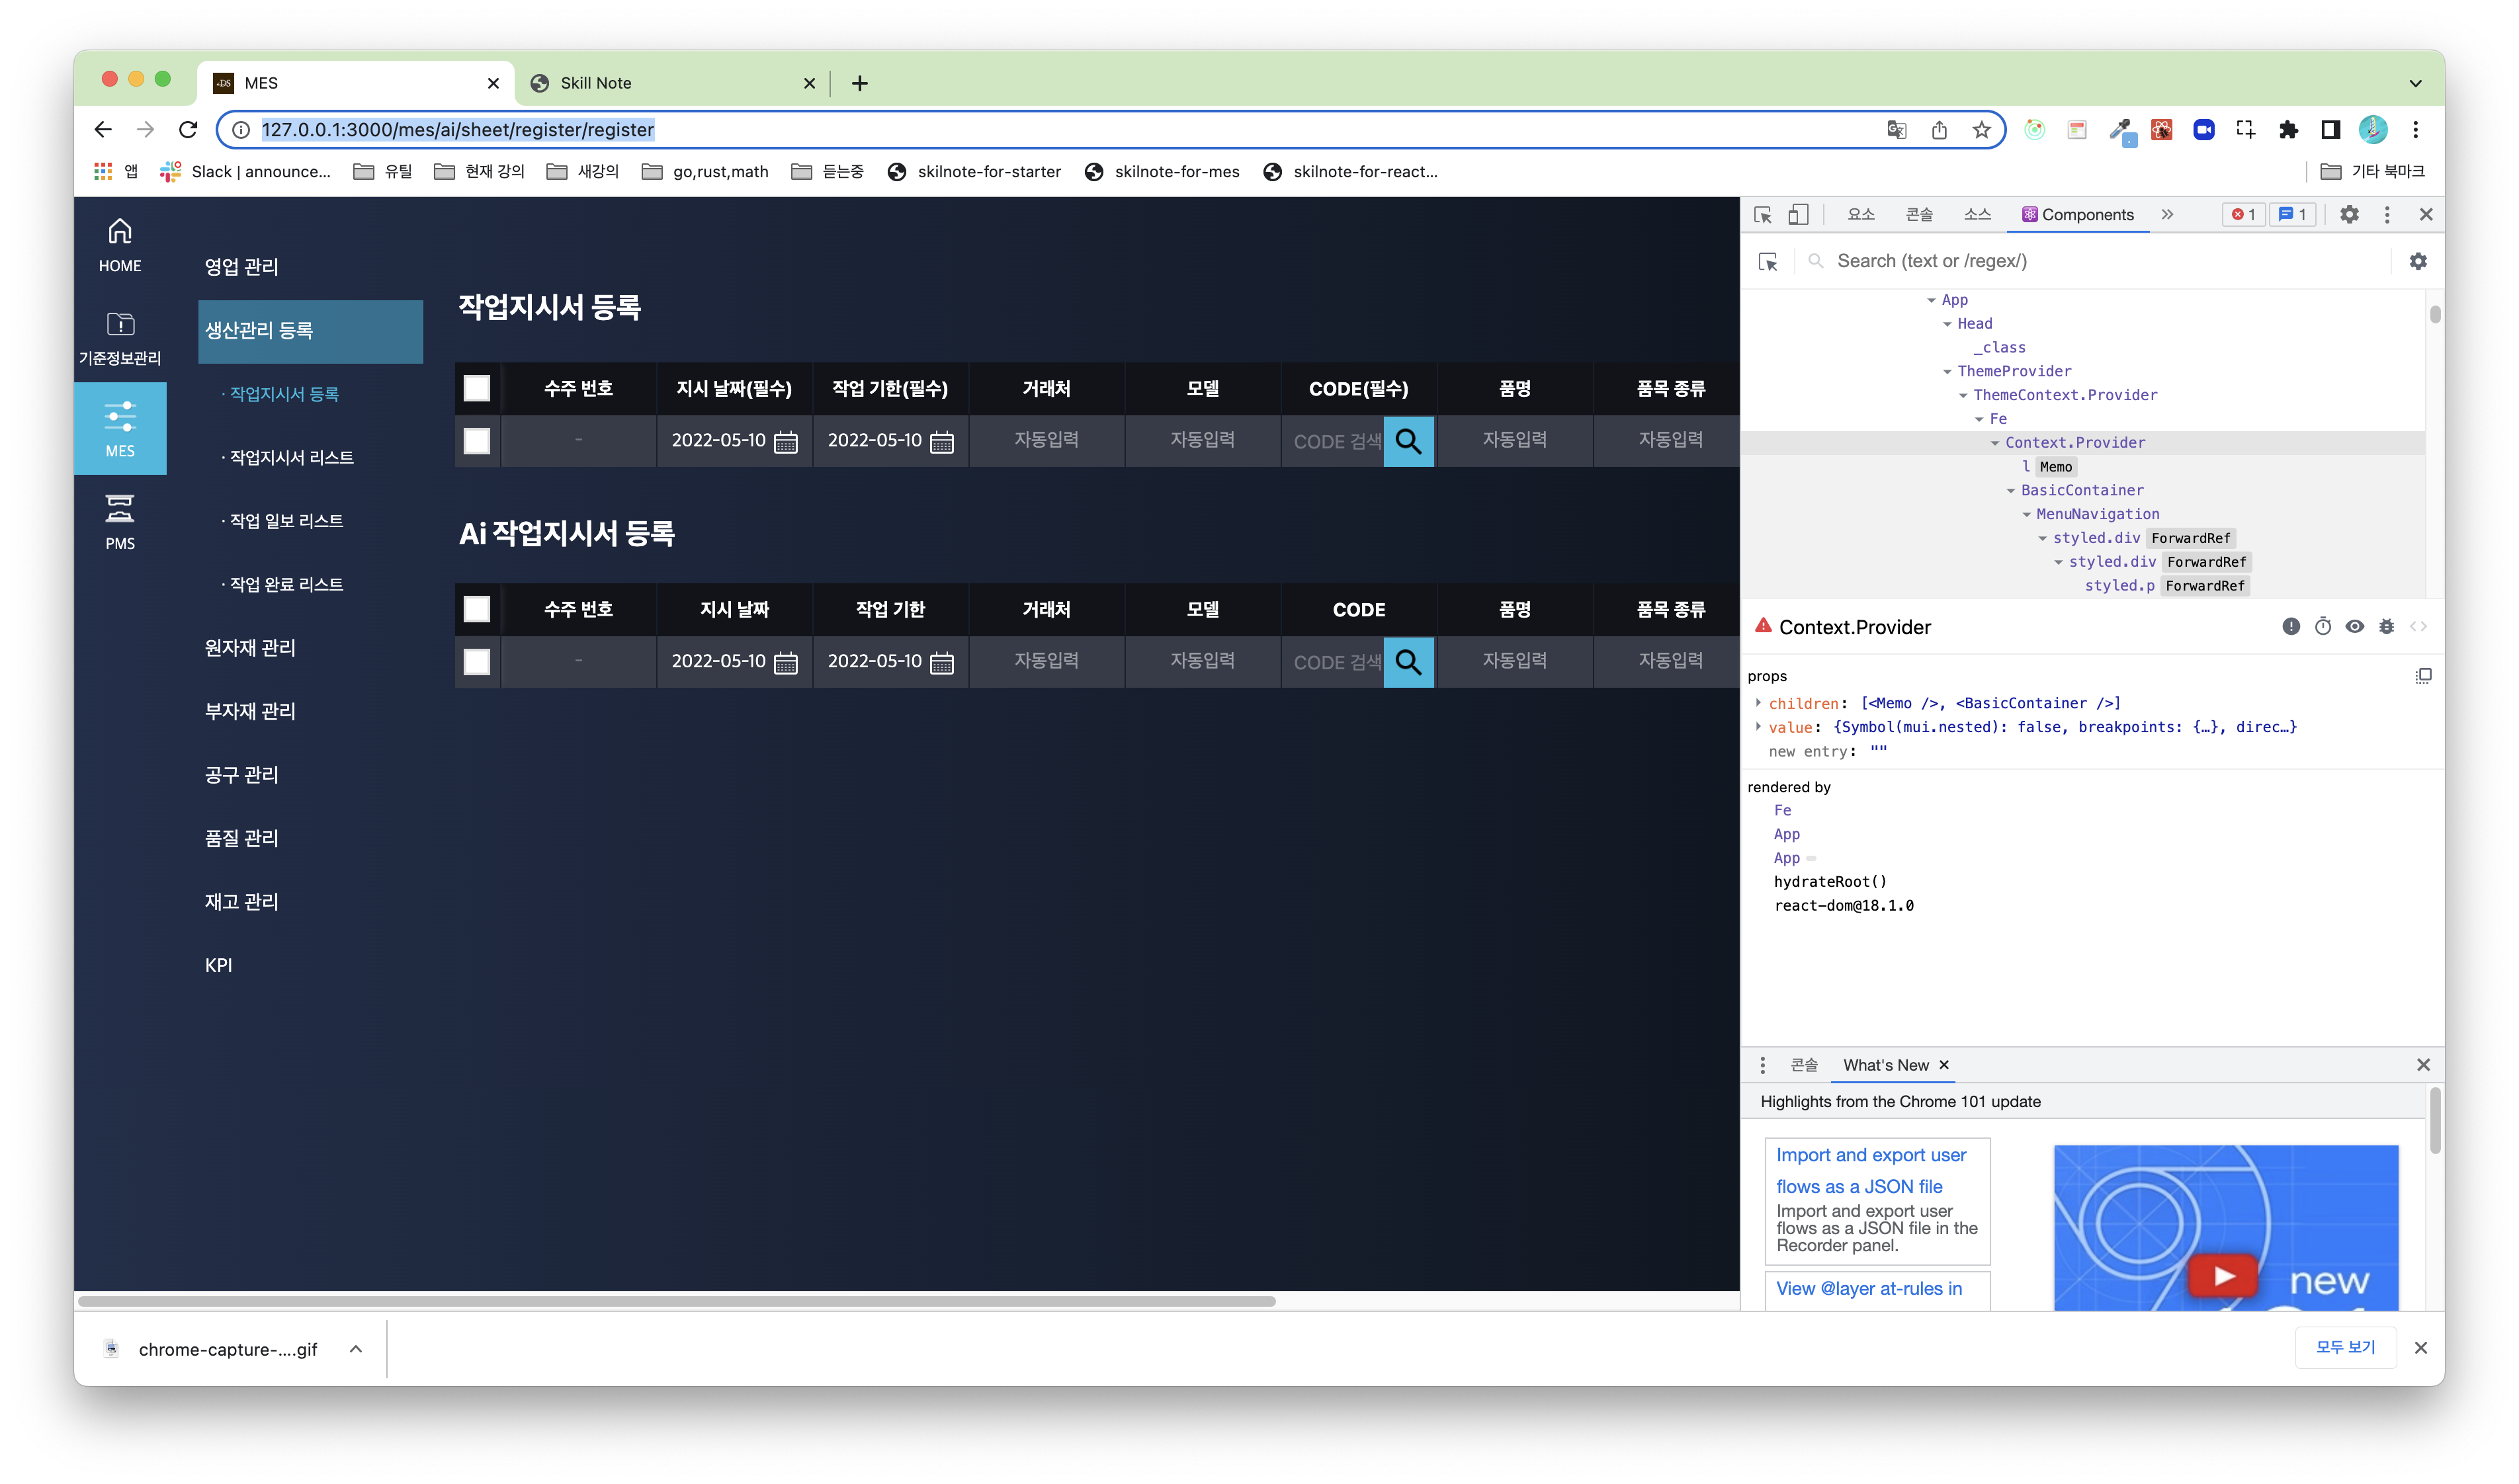 MES
Skill Note
127.0.0.1:3000/mes/ai/sheet/register/register
앱
Slack | announce...
유틸
현재 강의
새강의
go,rust,math
듣는중
skilnote-for-starter
skilnote-for-mes
skilnote-for-react...
기타 북마크
HOME
기준정보관리
MES
PMS
영업 관리
생산관리 등록
· 작업지시서 등록
· 작업지시서 리스트
· 작업 일보 리스트
· 작업 완료 리스트
원자재 관리
부자재 관리
공구 관리
품질 관리
재고 관리
KPI
작업지시서 등록
수주 번호 지시 날짜(필수) 작업 기한(필수) 거래처 모델 CODE(필수) 품명 품목 종류
- 2022-05-10 2022-05-10 자동입력 자동입력 CODE 검색 자동입력 자동입력
Ai 작업지시서 등록
수주 번호 지시 날짜 작업 기한 거래처 모델 CODE 품명 품목 종류
- 2022-05-10 2022-05-10 자동입력 자동입력 CODE 검색 자동입력 자동입력
요소 콘솔 소스 Components 1 1
Search (text or /regex/)
App
Head
_class
ThemeProvider
ThemeContext.Provider
Fe
Context.Provider
l Memo
BasicContainer
MenuNavigation
styled.div ForwardRef
styled.div ForwardRef
styled.p ForwardRef
Context.Provider
props
children: [<Memo />, <BasicContainer />]
value: {Symbol(mui.nested): false, breakpoints: {…}, direc…}
new entry: ""
rendered by
Fe
App
App
hydrateRoot()
react-dom@18.1.0
콘솔 What's New
Highlights from the Chrome 101 update
Import and export user
flows as a JSON file
Import and export user
flows as a JSON file in the
Recorder panel.
View @layer at-rules in
new
chrome-capture-....gif
모두 보기